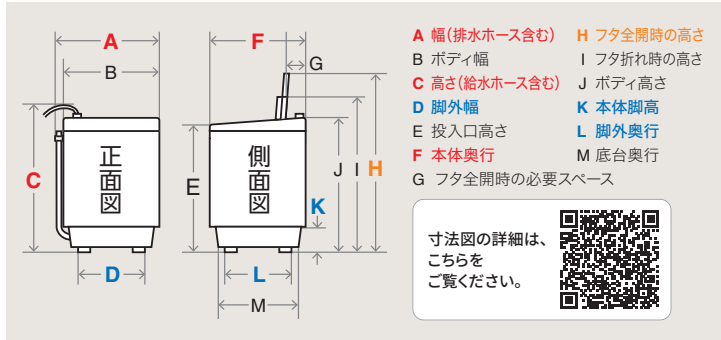 A
B
C
D
正面図
F
G
E
側面図
J
I
H
K
L
M
A 幅(排水ホース含む)
B ボディ幅
C 高さ(給水ホース含む)
D 脚外幅
E 投入口高さ
F 本体奥行
G フタ全開時の必要スペース
H フタ全開時の高さ
I フタ折れ時の高さ
J ボディ高さ
K 本体脚高
L 脚外奥行
M 底台奥行
寸法図の詳細は、
こちらを
ご覧ください。